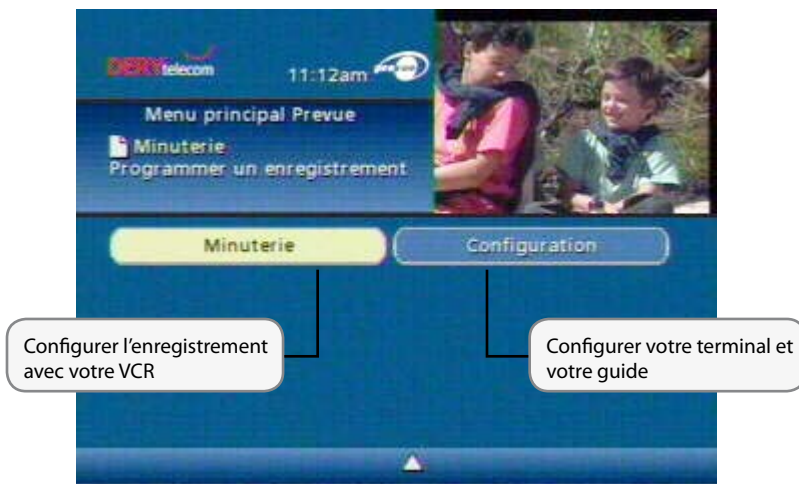 DERY telecom
11:12am
Menu principal Prevue
Minuterie
Programmer un enregistrement
Minuterie
Configuration
Configurer l'enregistrement
avec votre VCR
Configurer votre terminal et
votre guide